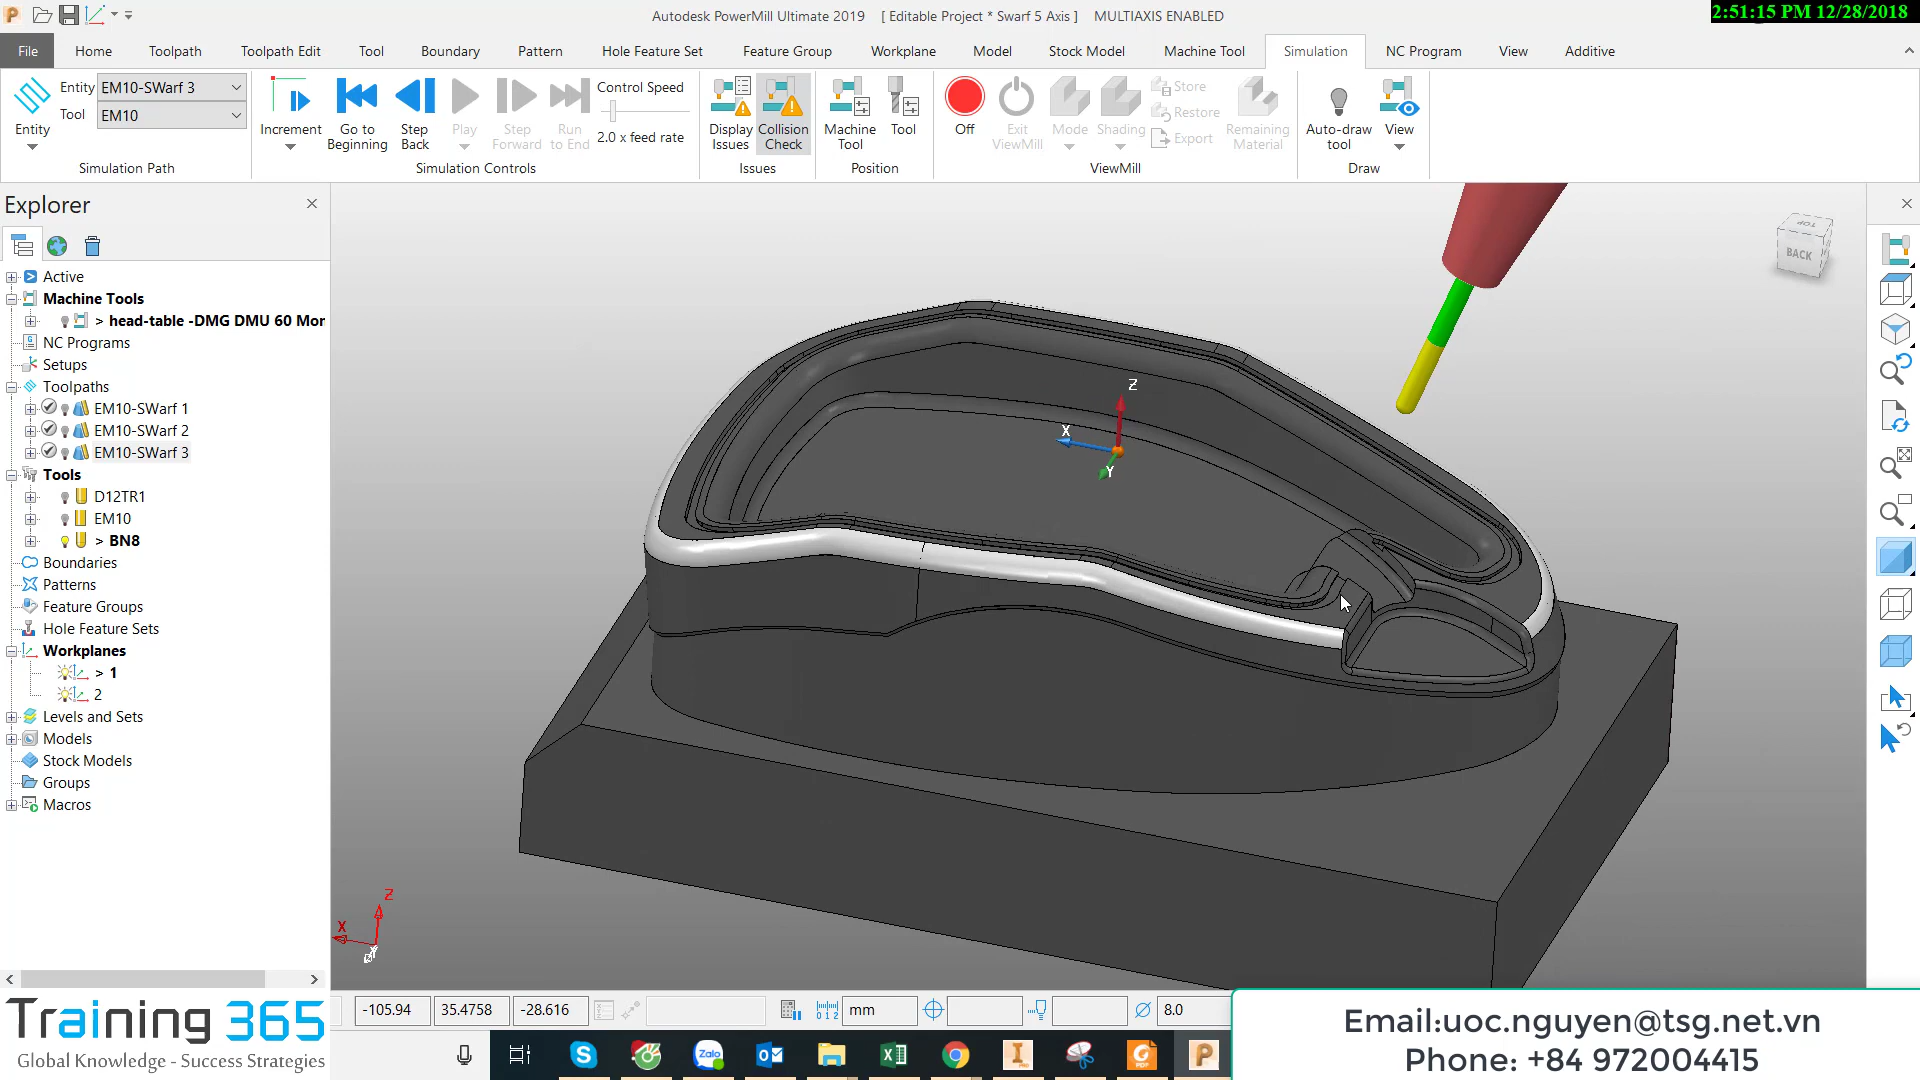 Autodesk PowerMill Ultimate 2019 [ Editable Project * Swarf 5 Axis ] MULTIAXIS ENABLED
2:51:15 PM 12/28/2018
File Home Toolpath Toolpath Edit Tool Boundary Pattern Hole Feature Set Feature Group Workplane Model Stock Model Machine Tool Simulation NC Program View Additive
Entity
Entity EM10-SWarf 3
Tool EM10
Simulation Path
Increment
Go to Beginning
Step Back
Play
Step Forward
Run to End
Control Speed
2.0 x feed rate
Simulation Controls
Display Issues
Collision Check
Issues
Machine Tool
Tool
Position
Off
Exit ViewMill
Mode
Shading
Store
Restore
Export
Remaining Material
ViewMill
Auto-draw tool
View
Draw
Explorer
Active
Machine Tools
> head-table -DMG DMU 60 Mor
NC Programs
Setups
Toolpaths
EM10-SWarf 1
EM10-SWarf 2
EM10-SWarf 3
Tools
D12TR1
EM10
> BN8
Boundaries
Patterns
Feature Groups
Hole Feature Sets
Workplanes
> 1
2
Levels and Sets
Models
Stock Models
Groups
Macros
TOP
BACK
Z
X
Y
Z
X
-105.94 35.4758 -28.616 mm 8.0
Training 365
Global Knowledge - Success Strategies
Zalo
Email:uoc.nguyen@tsg.net.vn
Phone: +84 972004415